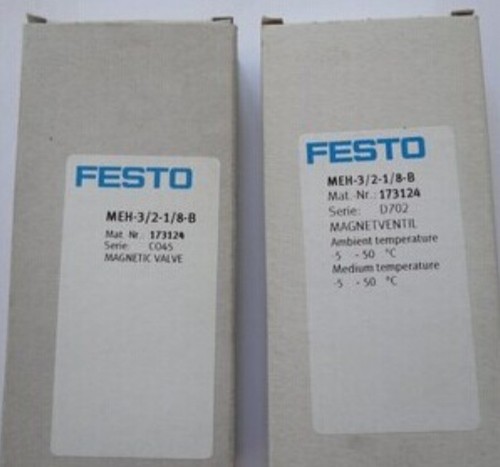 FESTO
MEH-3/2-1/8-B
Mat. Nr.: 173124
Serie: CO45
MAGNETIC VALVE
FESTO
MEH-3/2-1/8-B
Mat.-Nr.: 173124
Serie: D702
MAGNETVENTIL
Ambient temperature
-5 - 50 °C
Medium temperature
-5 - 50 °C